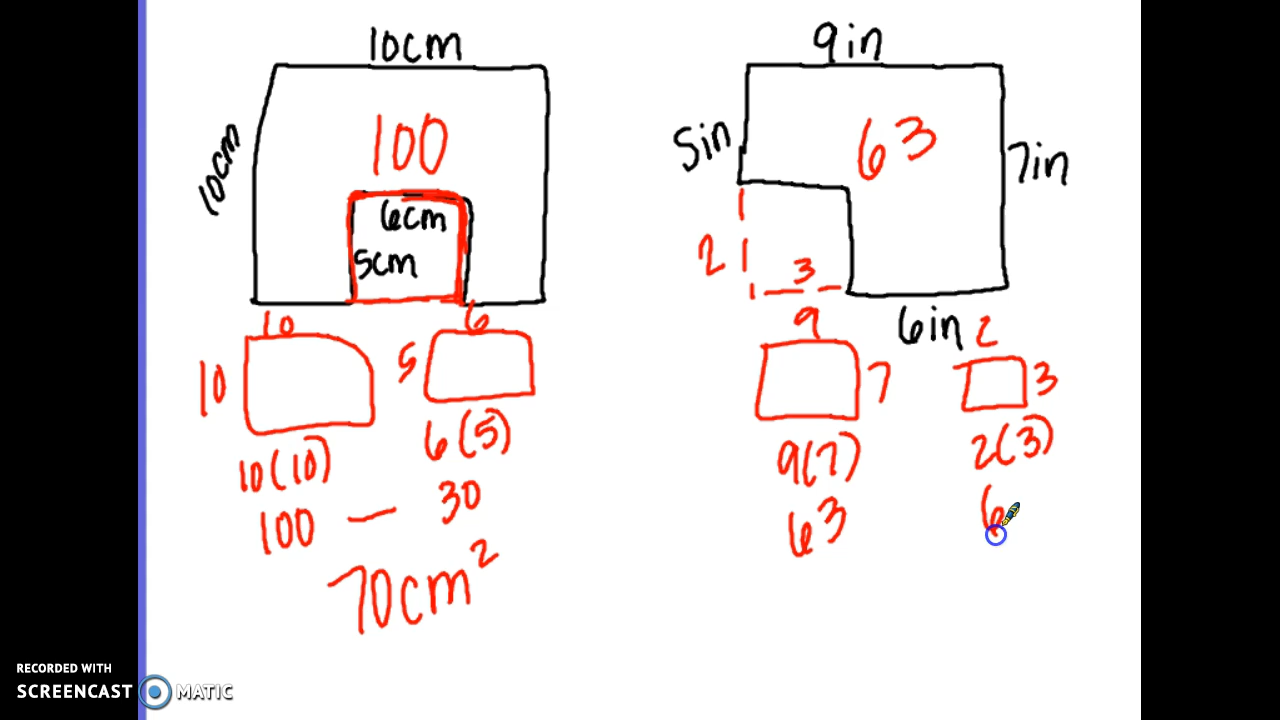 10cm
10cm
100
6cm
5cm
10
10
6
5
10(10)
6(5)
100 — 30
70cm²
9in
5in
63
7in
2
3
6in
9
7
2
3
9(7)
2(3)
63
6
RECORDED WITH
SCREENCAST MATIC